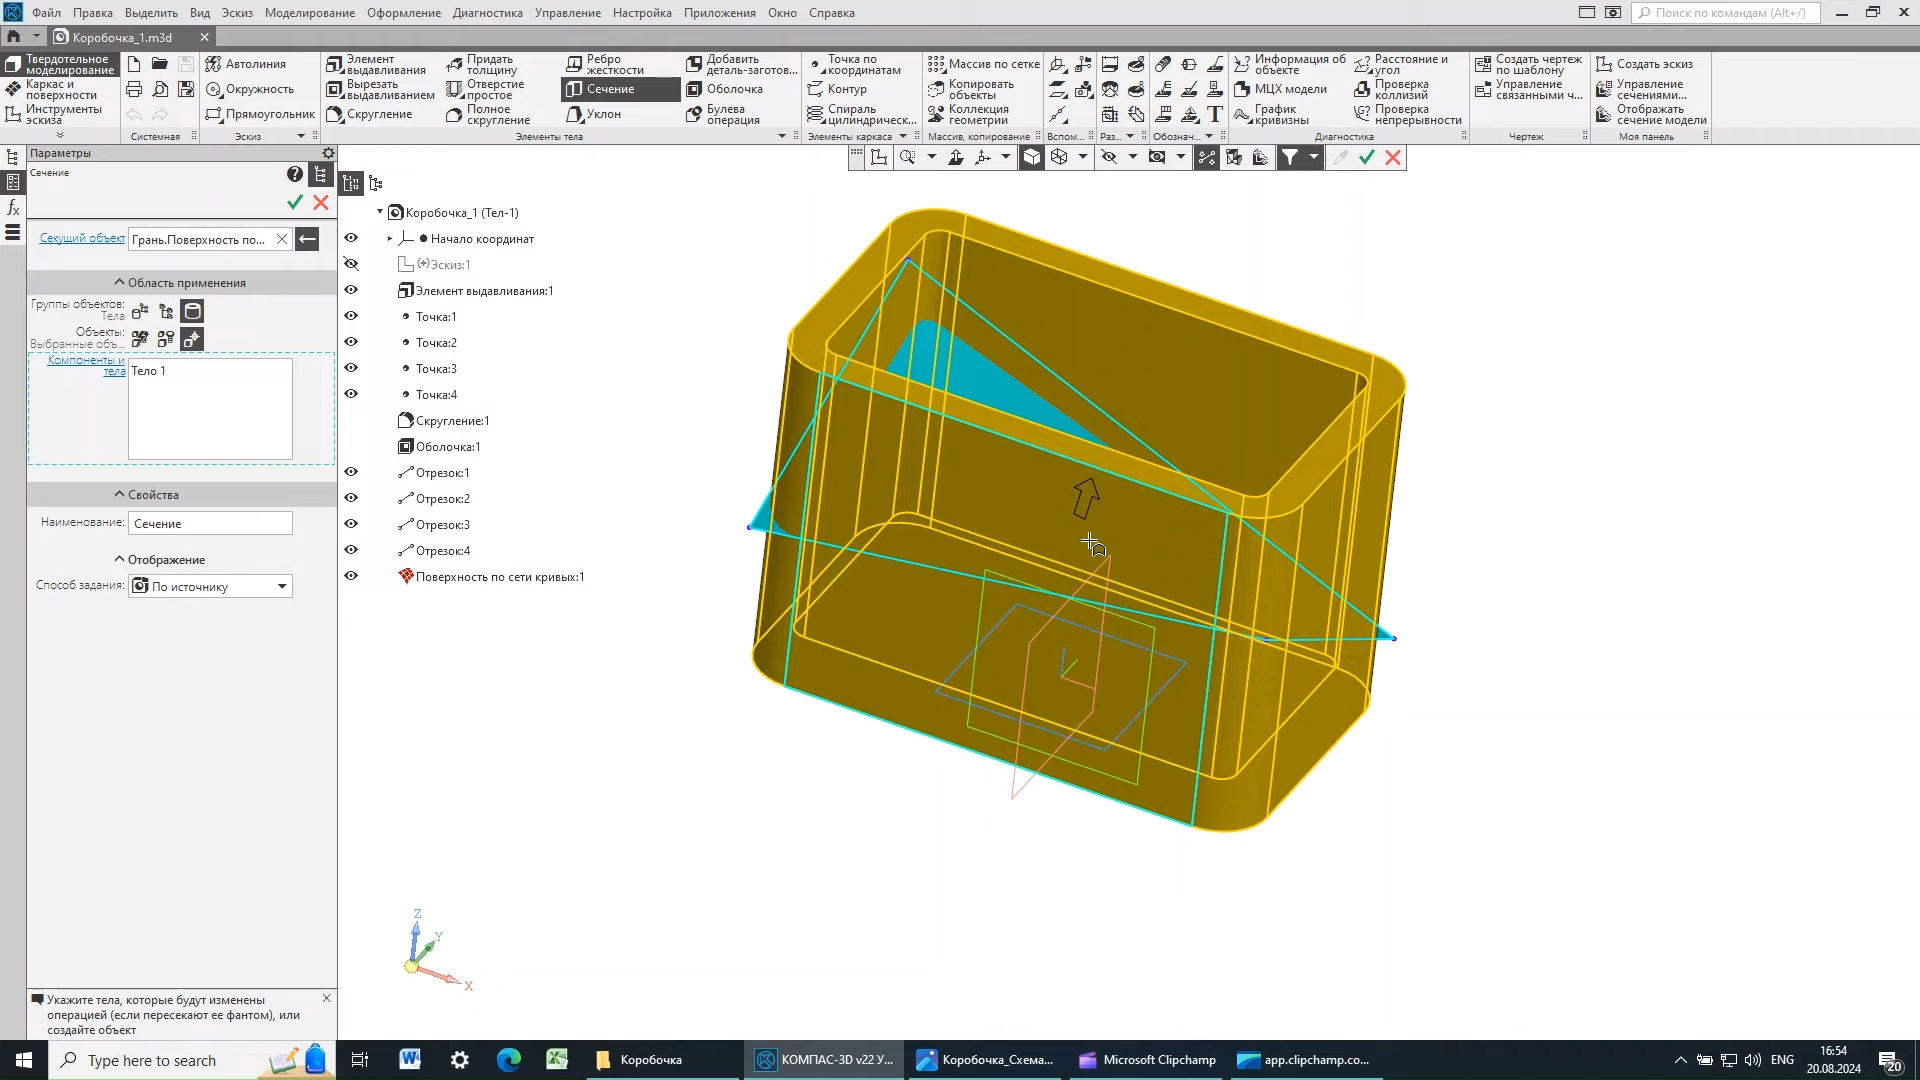 Файл Правка Выделить Вид Эскиз Моделирование Оформление Диагностика Управление Настройка Приложения Окно Справка
Поиск по командам (Alt+/)
Коробочка_1.m3d
Твердотельное моделирование
Каркас и поверхности
Инструменты эскиза
Системная
Автолиния
Окружность
Прямоугольник
Эскиз
Элемент выдавливания
Вырезать выдавливанием
Скругление
Придать толщину
Отверстие простое
Полное скругление
Ребро жесткости
Сечение
Уклон
Добавить деталь-заготов...
Оболочка
Булева операция
Элементы тела
Точка по координатам
Контур
Спираль цилиндрическ...
Элементы каркаса
Массив по сетке
Копировать объекты
Коллекция геометрии
Массив, копирование
Вспом...
Раз...
Обознач...
Информация об объекте
МЦХ модели
График кривизны
Расстояние и угол
Проверка коллизий
Проверка непрерывности
Диагностика
Создать чертеж по шаблону
Управление связанными ч...
Чертеж
Создать эскиз
Управление сечениями...
Отображать сечение модели
Моя панель
Параметры
Сечение
Секущий объект Грань.Поверхность по...
Область применения
Группы объектов:
Тела
Объекты:
Выбранные объ...
Компоненты и тела
Тело 1
Свойства
Наименование: Сечение
Отображение
Способ задания: По источнику
Укажите тела, которые будут изменены
операцией (если пересекают ее фантом), или
создайте объект
Коробочка_1 (Тел-1)
Начало координат
(+)Эскиз:1
Элемент выдавливания:1
Точка:1
Точка:2
Точка:3
Точка:4
Скругление:1
Оболочка:1
Отрезок:1
Отрезок:2
Отрезок:3
Отрезок:4
Поверхность по сети кривых:1
Z
Y
X
Type here to search
Коробочка
КОМПАС-3D v22 У...
Коробочка_Схема...
Microsoft Clipchamp
app.clipchamp.co...
ENG
16:54
20.08.2024
20